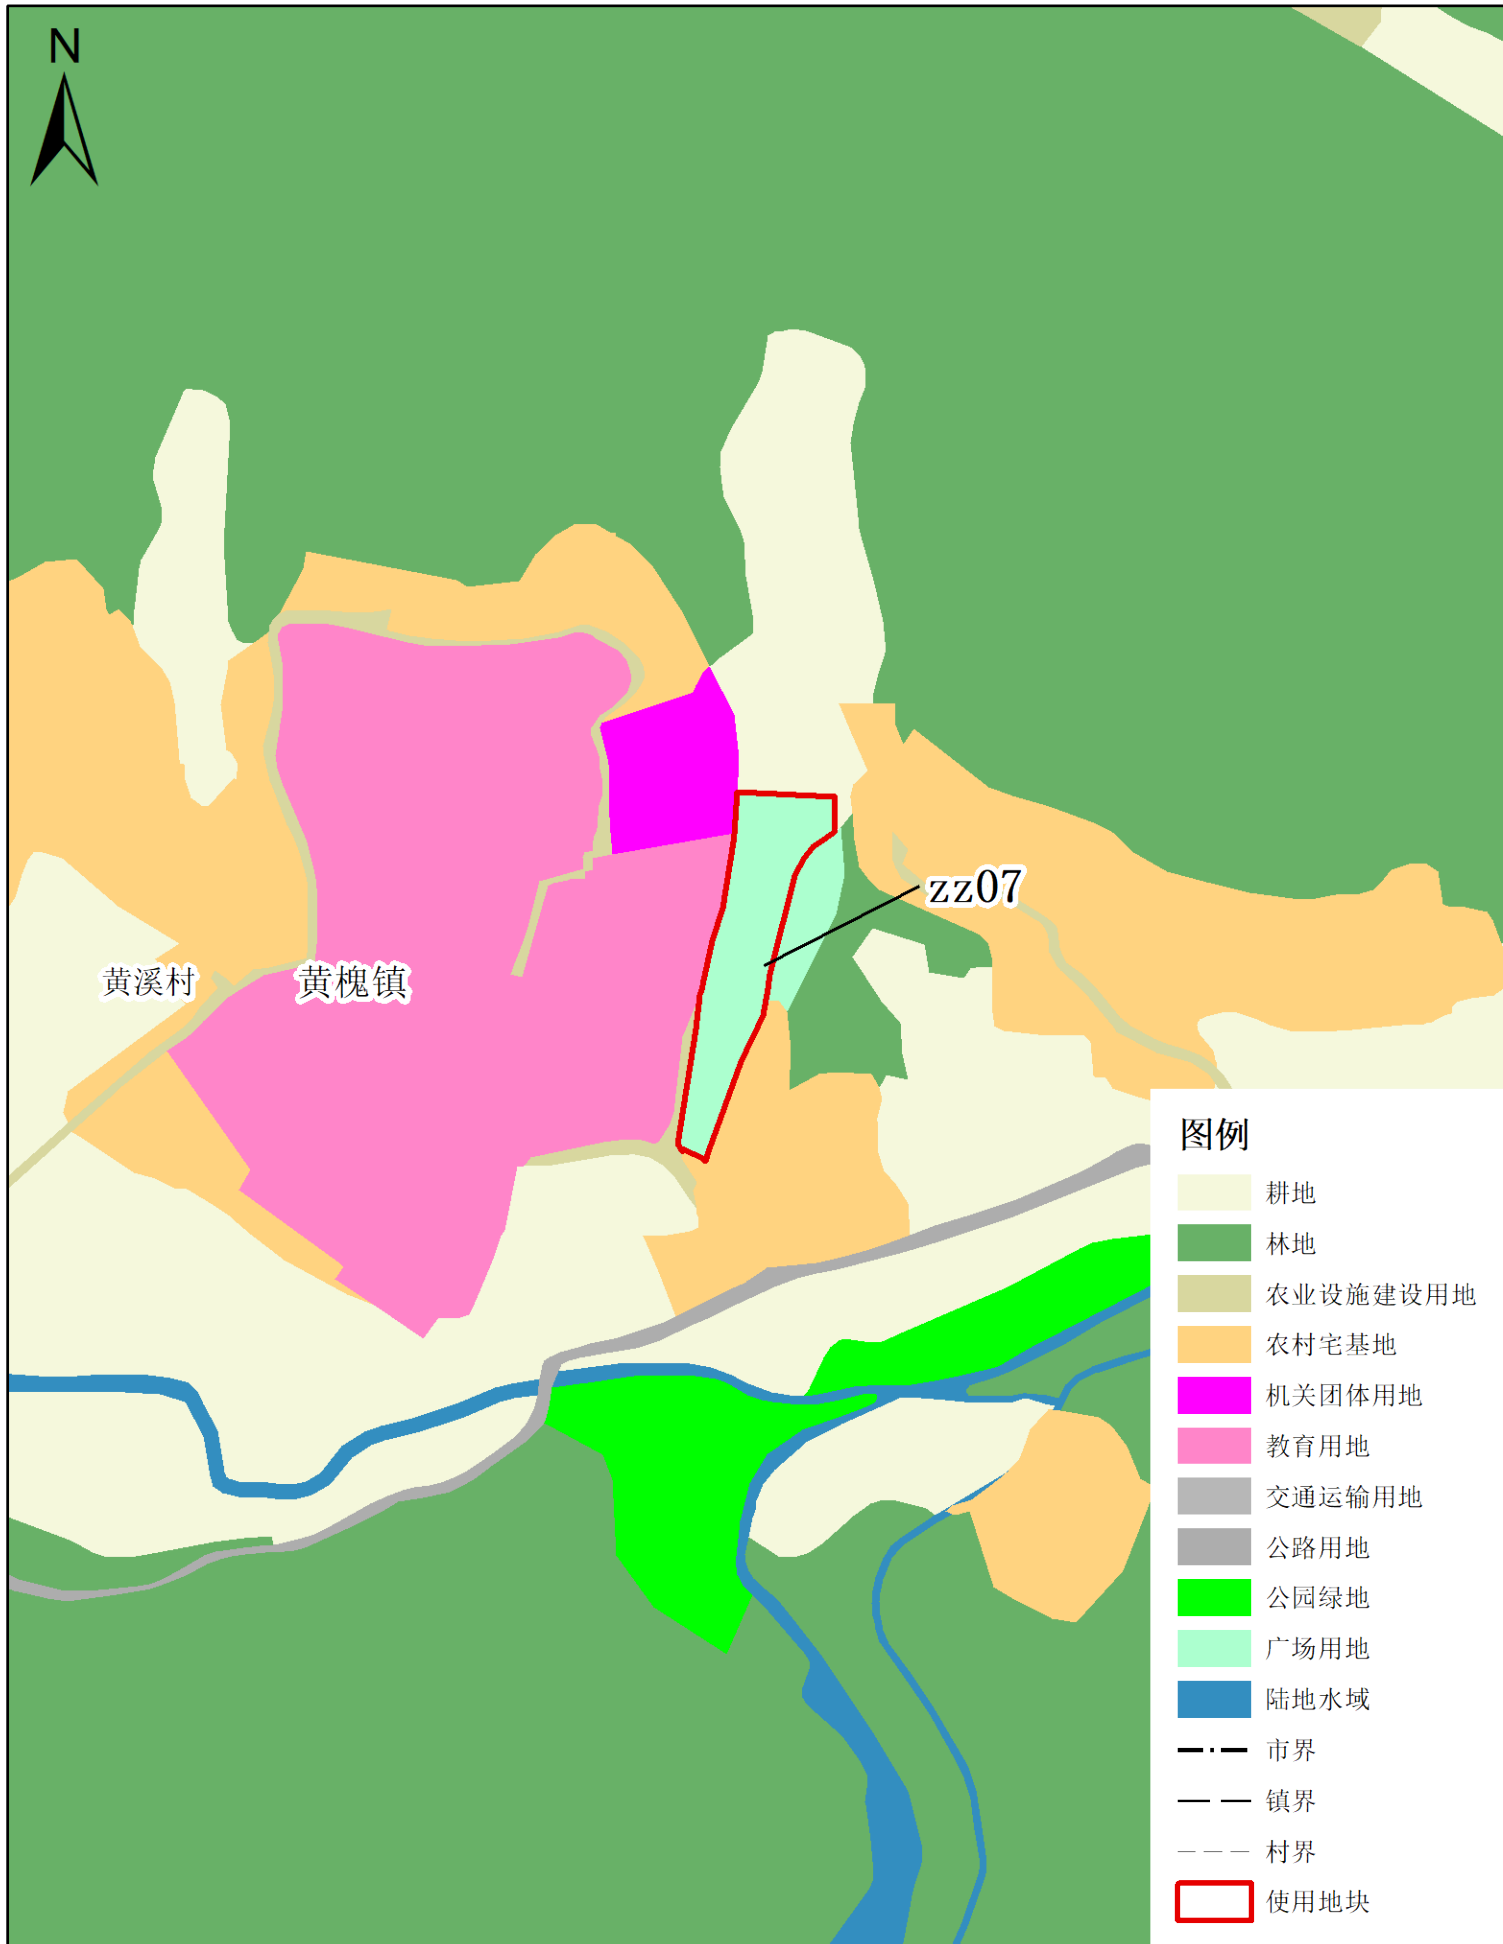 N
zz07
黄溪村
黄槐镇
图例
耕地
林地
农业设施建设用地
农村宅基地
机关团体用地
教育用地
交通运输用地
公路用地
公园绿地
广场用地
陆地水域
市界
镇界
村界
使用地块